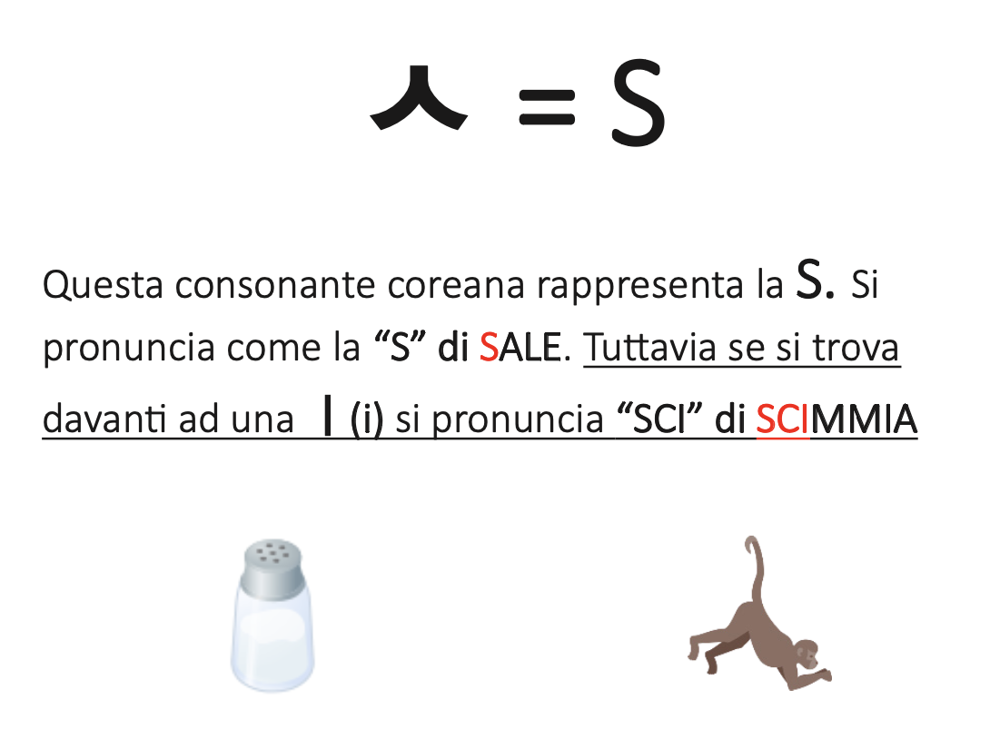 ㅅ = S
Questa consonante coreana rappresenta la S. Si
pronuncia come la “S” di SALE. Tuttavia se si trova
davanti ad una ㅣ(i) si pronuncia “SCI” di SCIMMIA